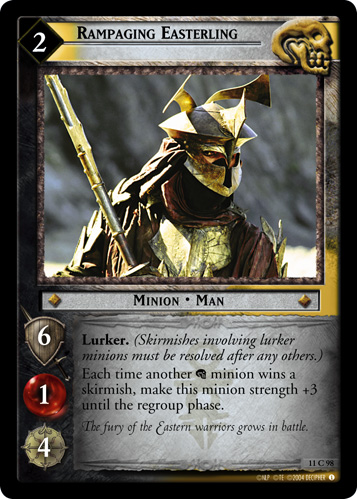 2
RAMPAGING EASTERLING
MINION • MAN
6
1
4
Lurker. (Skirmishes involving lurker
minions must be resolved after any others.)
Each time another minion wins a
skirmish, make this minion strength +3
until the regroup phase.
The fury of the Eastern warriors grows in battle.
11 C 98
©NLP ©TE ©2004 DECIPHER